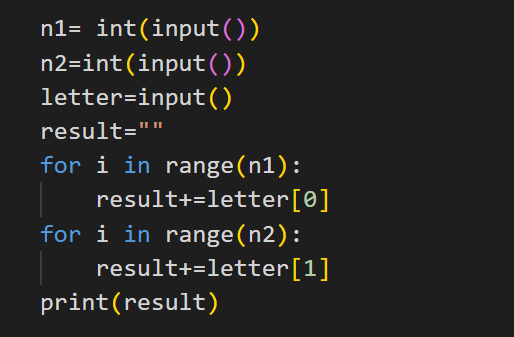 n1= int(input())
n2=int(input())
letter=input()
result=""
for i in range(n1):
    result+=letter[0]
for i in range(n2):
    result+=letter[1]
print(result)